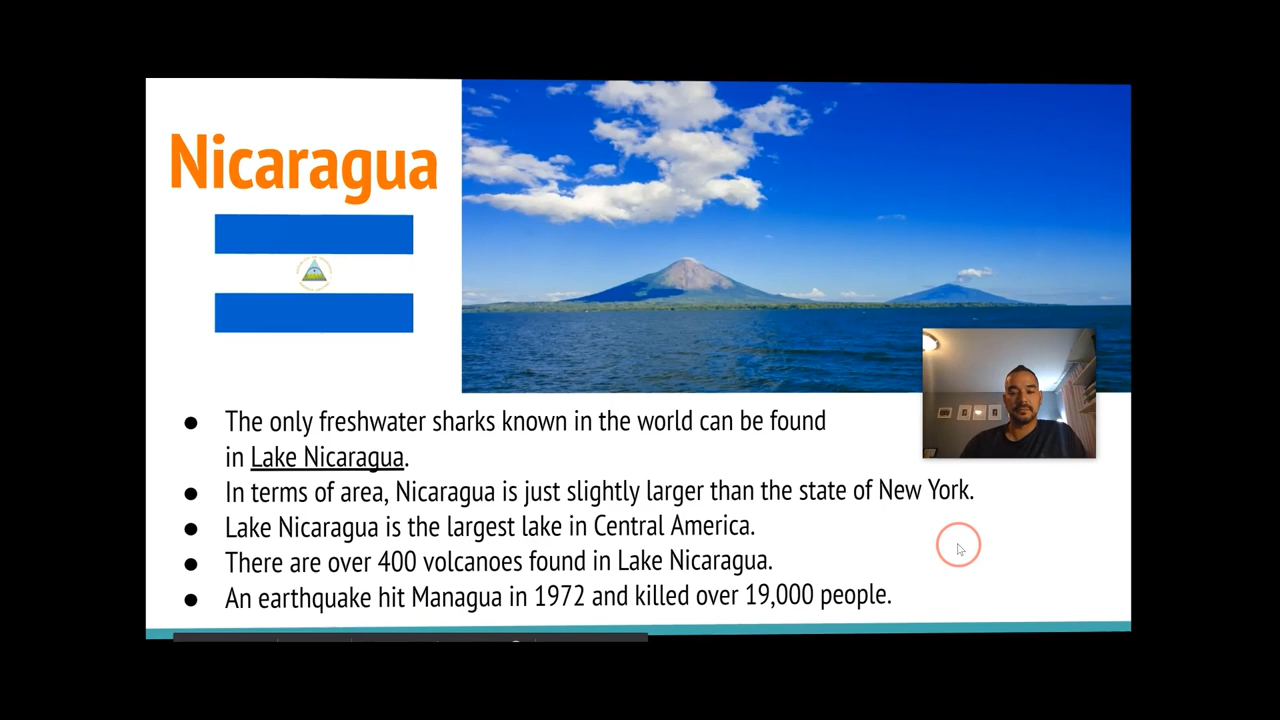 Nicaragua
● The only freshwater sharks known in the world can be found
in Lake Nicaragua.
● In terms of area, Nicaragua is just slightly larger than the state of New York.
● Lake Nicaragua is the largest lake in Central America.
● There are over 400 volcanoes found in Lake Nicaragua.
● An earthquake hit Managua in 1972 and killed over 19,000 people.